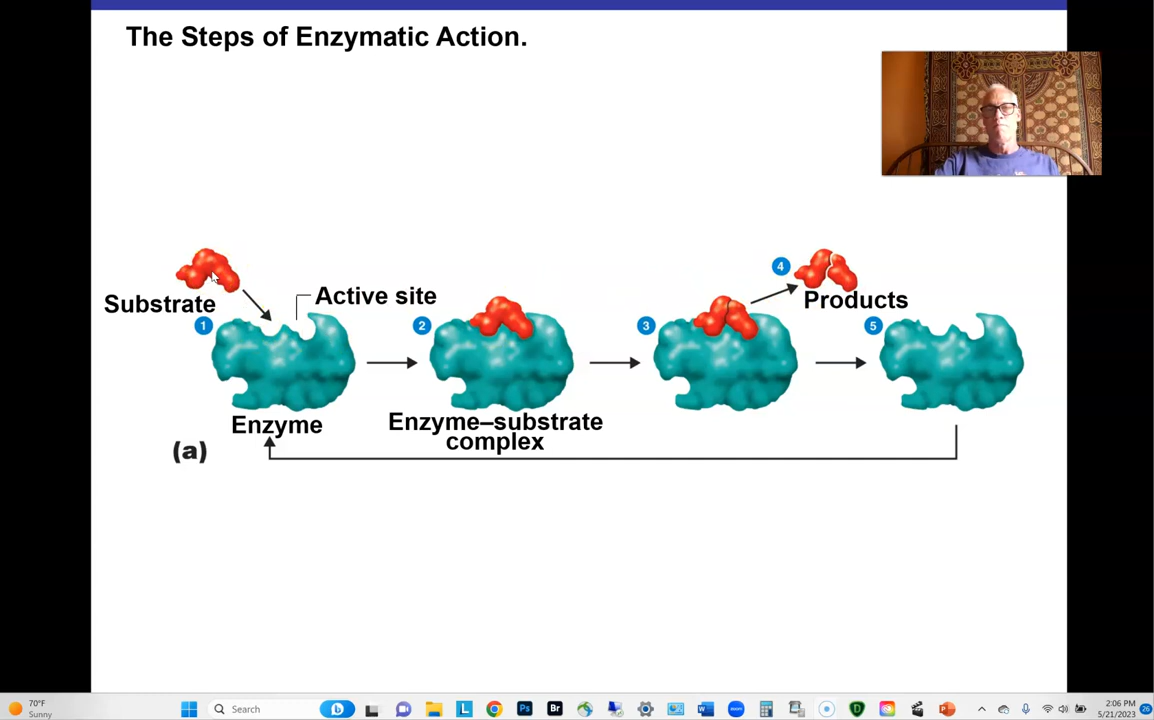 The Steps of Enzymatic Action.
Substrate
Active site
1
Enzyme
2
Enzyme–substrate
complex
3
4
Products
5
(a)
70°F
Sunny
Search
2:06 PM
5/21/2023
26